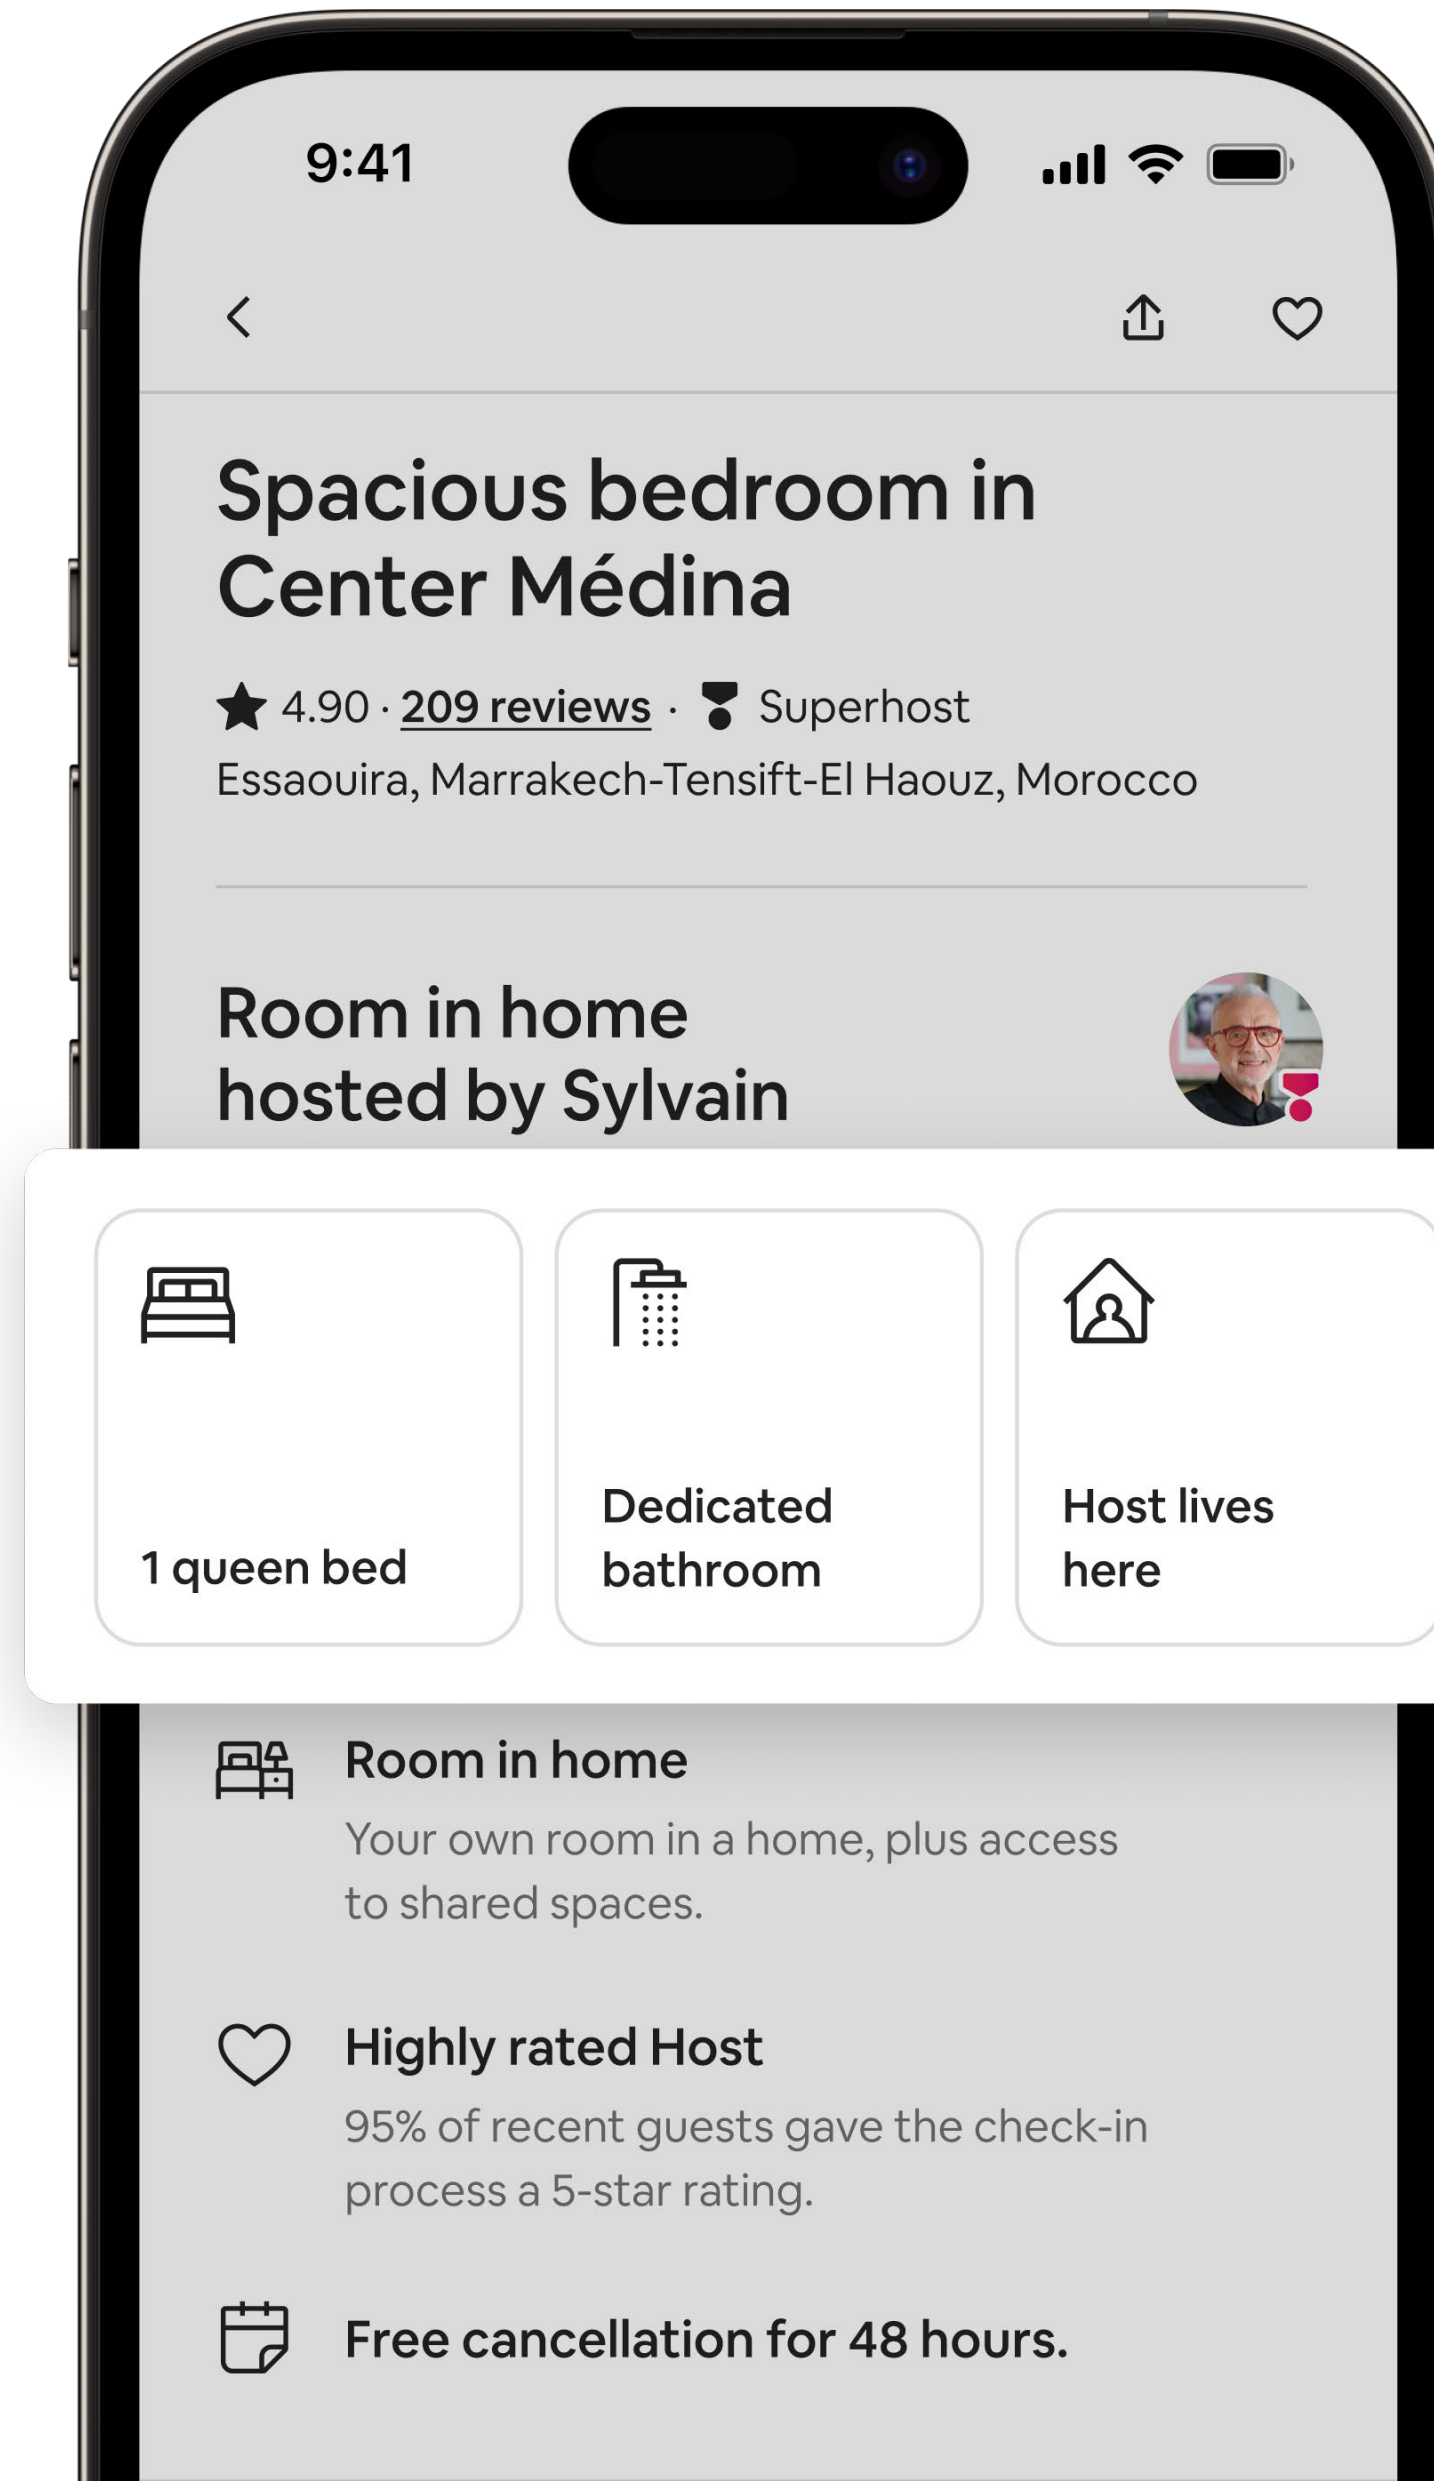 9:41
Spacious bedroom in
Center Médina
4.90 · 209 reviews · Superhost
Essaouira, Marrakech-Tensift-El Haouz, Morocco
Room in home
hosted by Sylvain
1 queen bed
Dedicated
bathroom
Host lives
here
Room in home
Your own room in a home, plus access
to shared spaces.
Highly rated Host
95% of recent guests gave the check-in
process a 5-star rating.
Free cancellation for 48 hours.